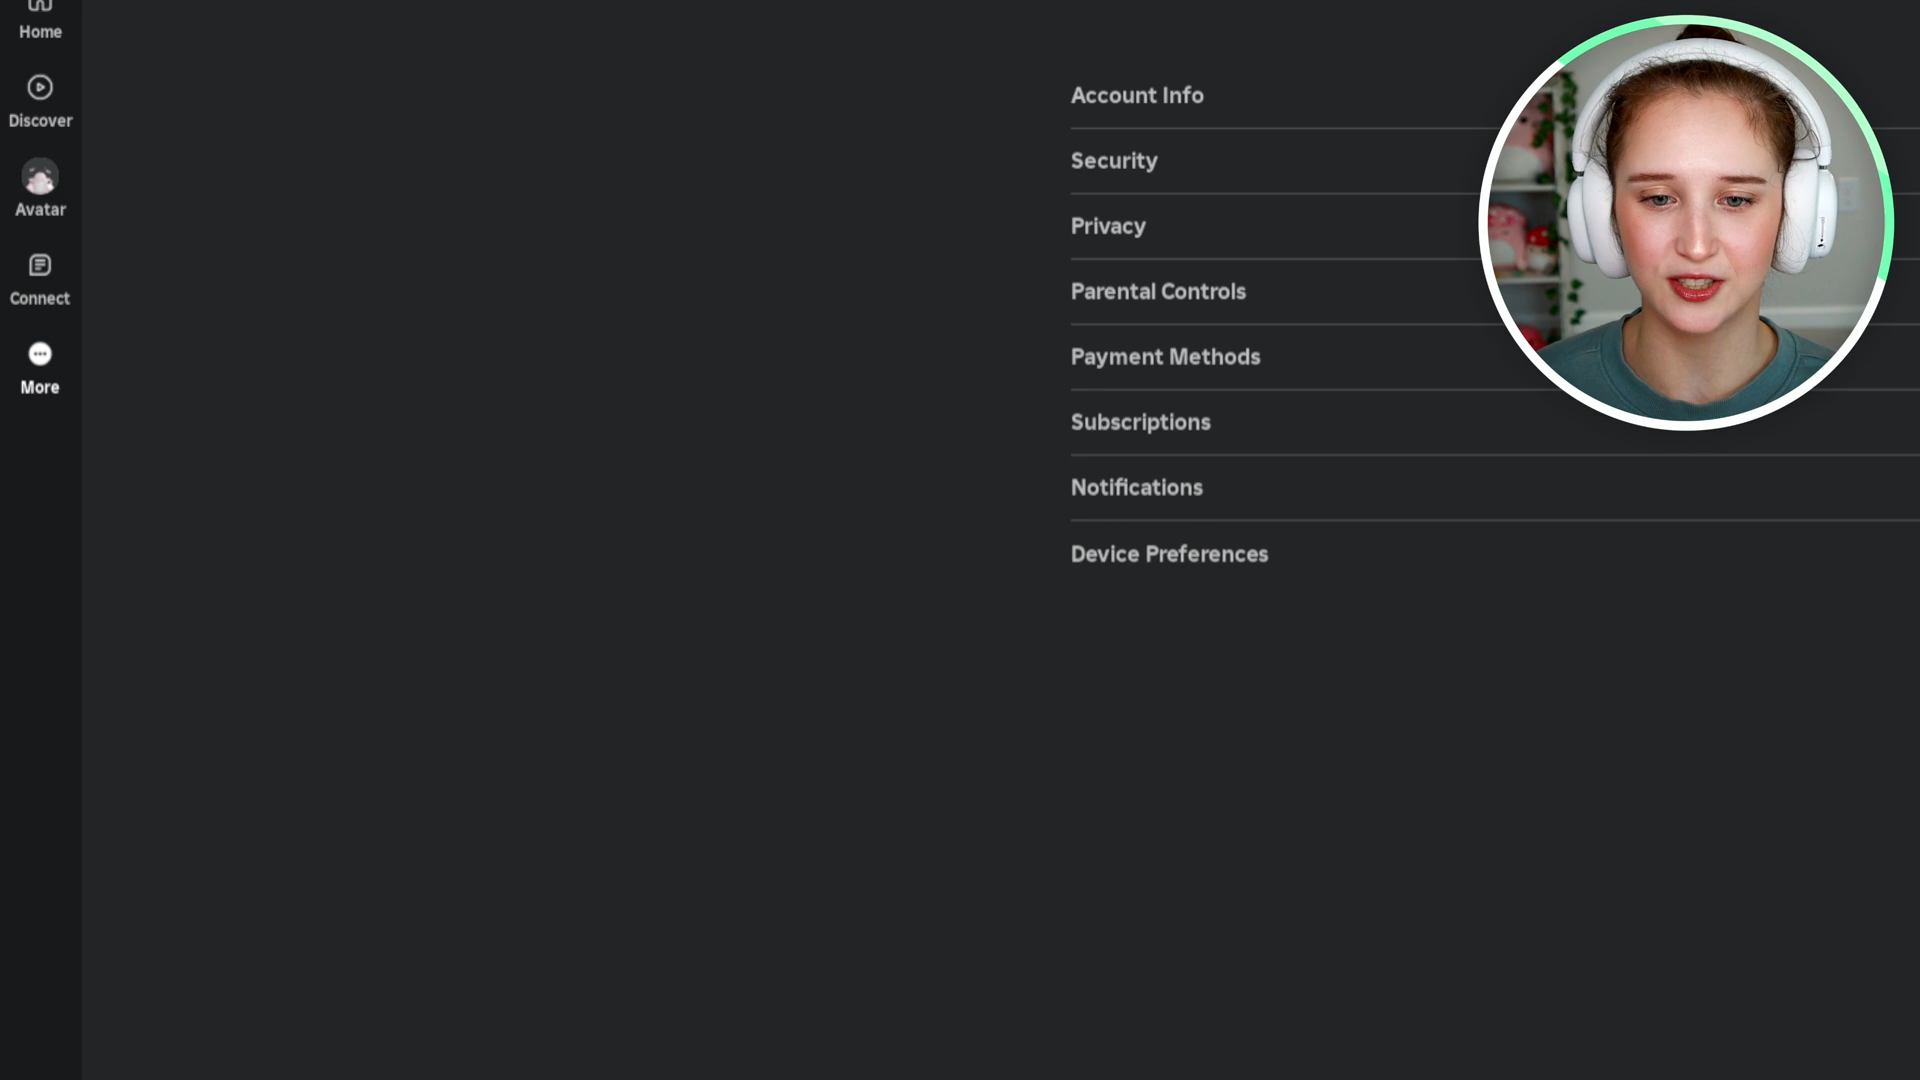 Home
Discover
Avatar
Connect
More
Account Info
Security
Privacy
Parental Controls
Payment Methods
Subscriptions
Notifications
Device Preferences